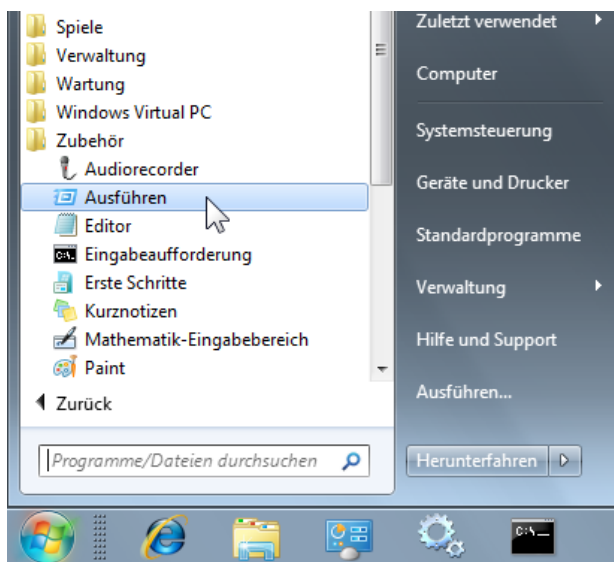 Spiele
Verwaltung
Wartung
Windows Virtual PC
Zubehör
Audiorecorder
Ausführen
Editor
Eingabeaufforderung
Erste Schritte
Kurznotizen
Mathematik-Eingabebereich
Paint
Zurück
Programme/Dateien durchsuchen
Zuletzt verwendet
Computer
Systemsteuerung
Geräte und Drucker
Standardprogramme
Verwaltung
Hilfe und Support
Ausführen...
Herunterfahren
C:\_